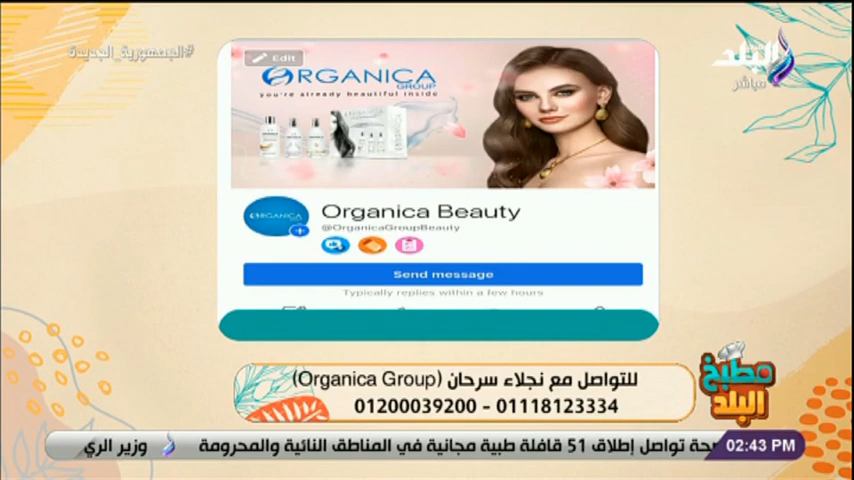 #الجمهورية_الجديدة
البلد
مباشر
Edit
ORGANICA
GROUP
you're already beautiful inside
ORGANICA
Organica Beauty
@OrganicaGroupBeauty
Send message
Typically replies within a few hours
للتواصل مع نجلاء سرحان (Organica Group)
01200039200 - 01118123334
مطبخ
البلد
حة تواصل إطلاق 51 قافلة طبية مجانية في المناطق النائية والمحرومة وزير الري
02:43 PM